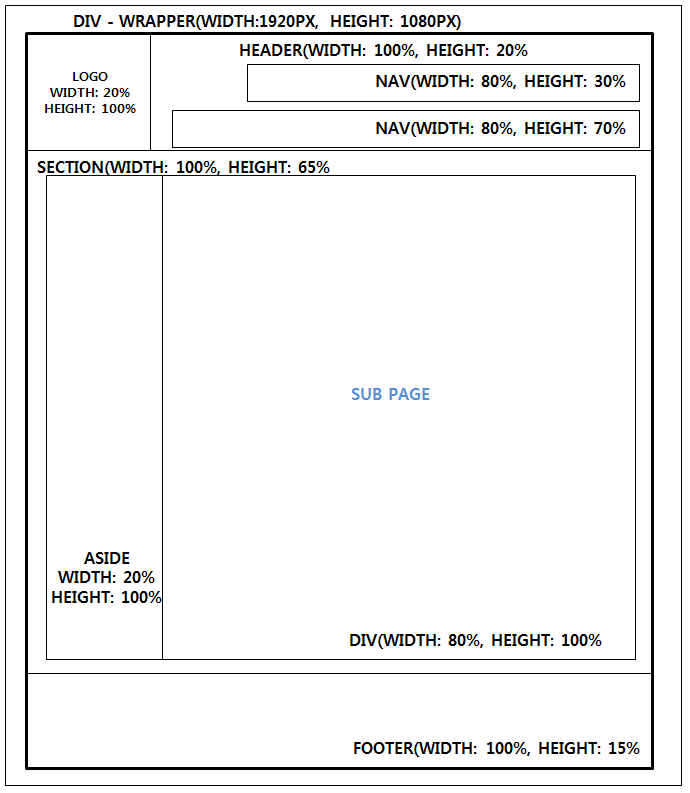 DIV - WRAPPER(WIDTH:1920PX, HEIGHT: 1080PX)
HEADER(WIDTH: 100%, HEIGHT: 20%
LOGO
WIDTH: 20%
HEIGHT: 100%
NAV(WIDTH: 80%, HEIGHT: 30%
NAV(WIDTH: 80%, HEIGHT: 70%
SECTION(WIDTH: 100%, HEIGHT: 65%
SUB PAGE
ASIDE
WIDTH: 20%
HEIGHT: 100%
DIV(WIDTH: 80%, HEIGHT: 100%
FOOTER(WIDTH: 100%, HEIGHT: 15%